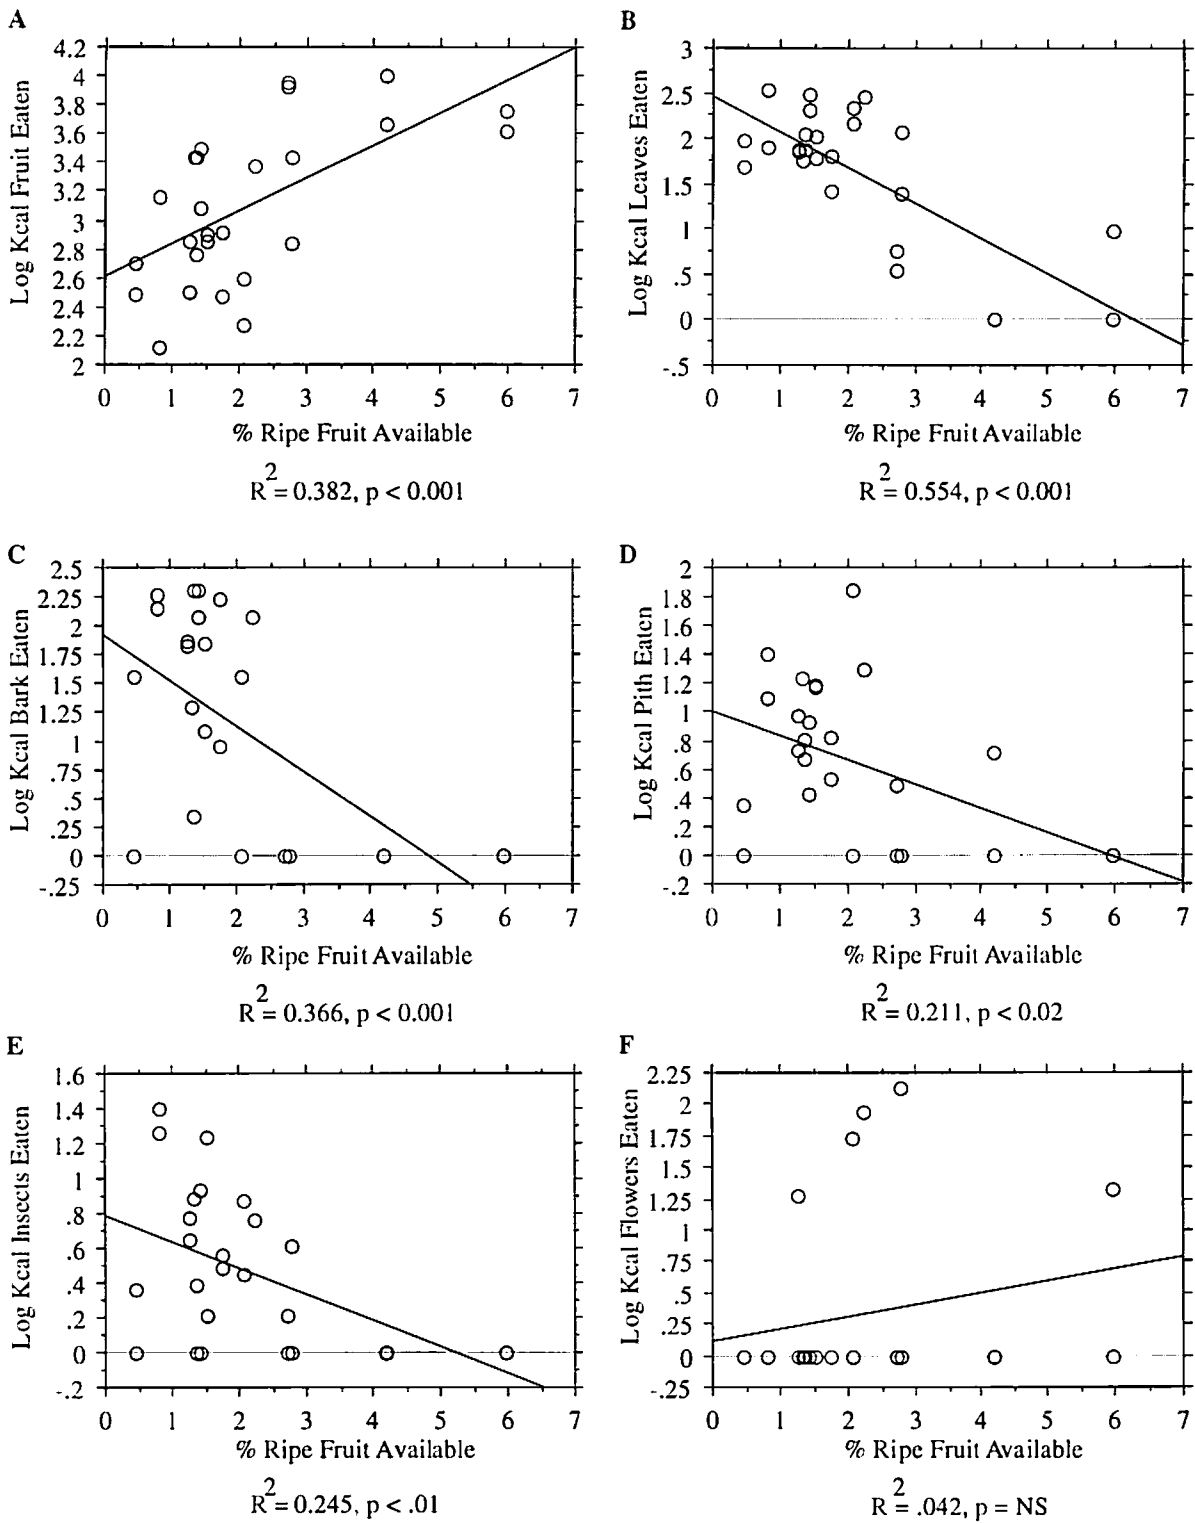 A
Log Kcal Fruit Eaten
4.2
4
3.8
3.6
3.4
3.2
3
2.8
2.6
2.4
2.2
2
0 1 2 3 4 5 6 7
% Ripe Fruit Available
R2= 0.382, p < 0.001
B
Log Kcal Leaves Eaten
3
2.5
2
1.5
1
.5
0
-.5
0 1 2 3 4 5 6 7
% Ripe Fruit Available
R2= 0.554, p < 0.001
C
Log Kcal Bark Eaten
2.5
2.25
2
1.75
1.5
1.25
1
.75
.5
.25
0
-.25
0 1 2 3 4 5 6 7
% Ripe Fruit Available
R2= 0.366, p < 0.001
D
Log Kcal Pith Eaten
2
1.8
1.6
1.4
1.2
1
.8
.6
.4
.2
0
-.2
0 1 2 3 4 5 6 7
% Ripe Fruit Available
R2= 0.211, p < 0.02
E
Log Kcal Insects Eaten
1.6
1.4
1.2
1
.8
.6
.4
.2
0
-.2
0 1 2 3 4 5 6 7
% Ripe Fruit Available
R2= 0.245, p < .01
F
Log Kcal Flowers Eaten
2.25
2
1.75
1.5
1.25
1
.75
.5
.25
0
-.25
0 1 2 3 4 5 6 7
% Ripe Fruit Available
R2= .042, p = NS